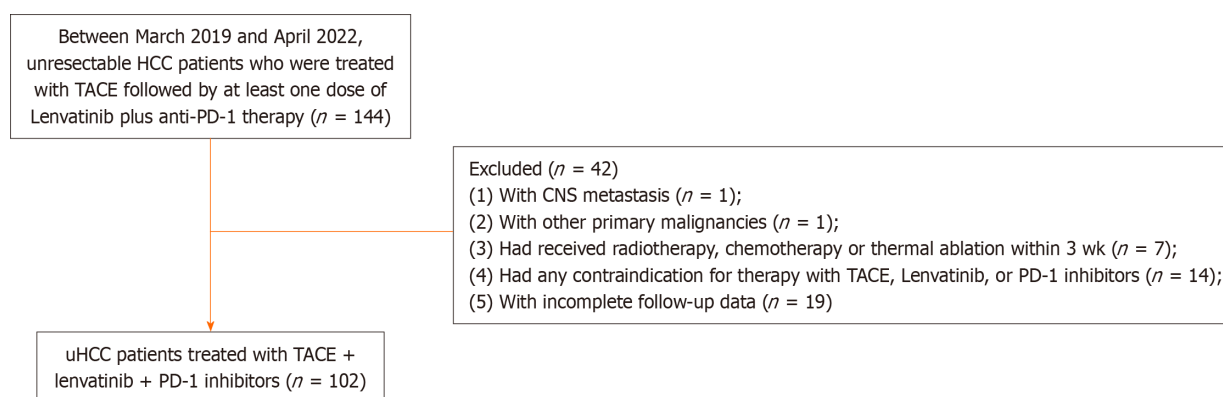 Between March 2019 and April 2022,
unresectable HCC patients who were treated
with TACE followed by at least one dose of
Lenvatinib plus anti-PD-1 therapy (n = 144)
Excluded (n = 42)
(1) With CNS metastasis (n = 1);
(2) With other primary malignancies (n = 1);
(3) Had received radiotherapy, chemotherapy or thermal ablation within 3 wk (n = 7);
(4) Had any contraindication for therapy with TACE, Lenvatinib, or PD-1 inhibitors (n = 14);
(5) With incomplete follow-up data (n = 19)
uHCC patients treated with TACE +
lenvatinib + PD-1 inhibitors (n = 102)